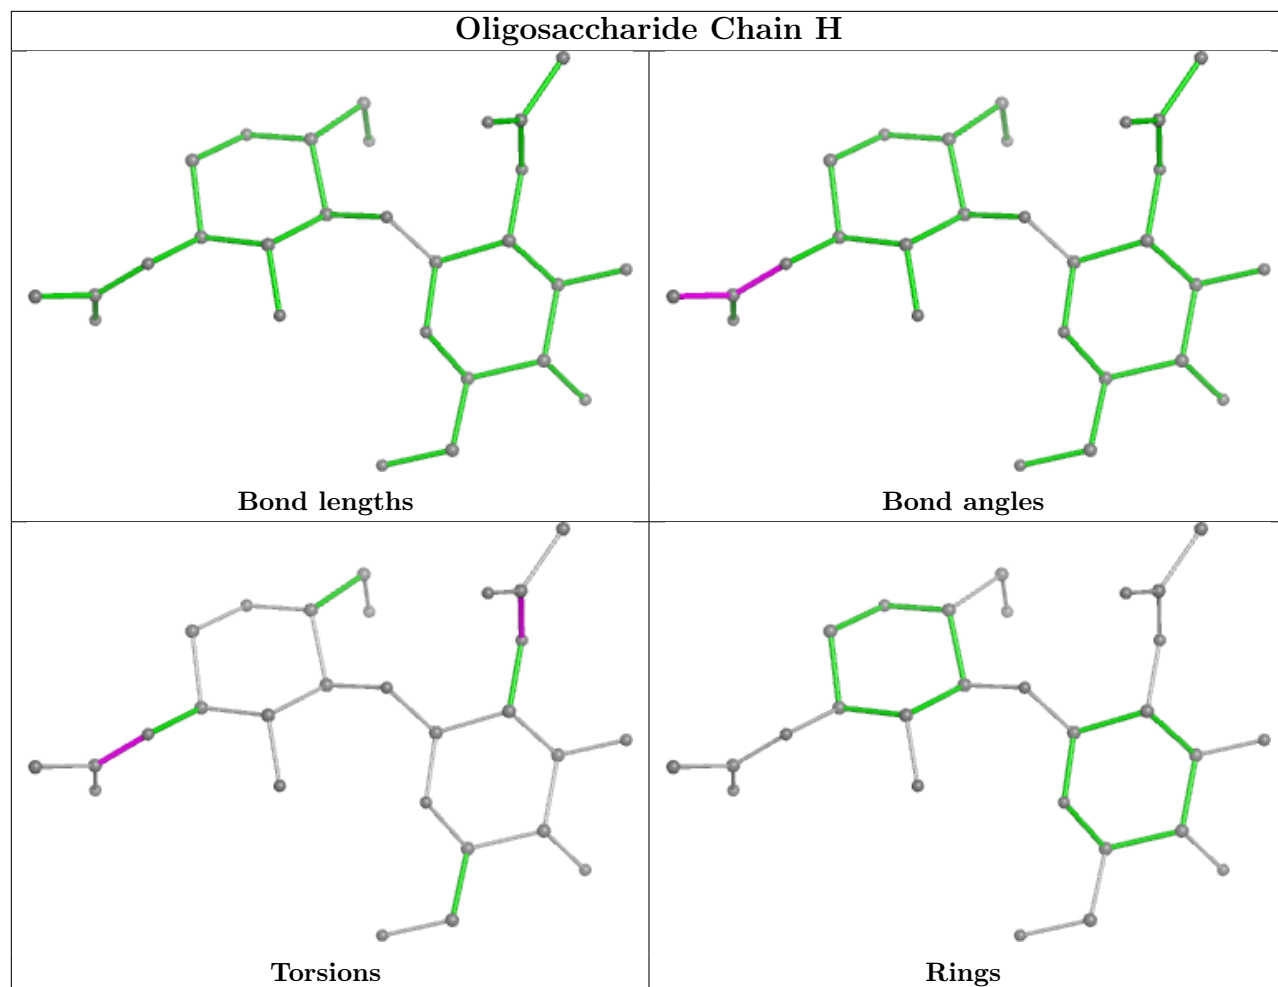 Oligosaccharide Chain H
Bond lengths
Bond angles
Torsions
Rings